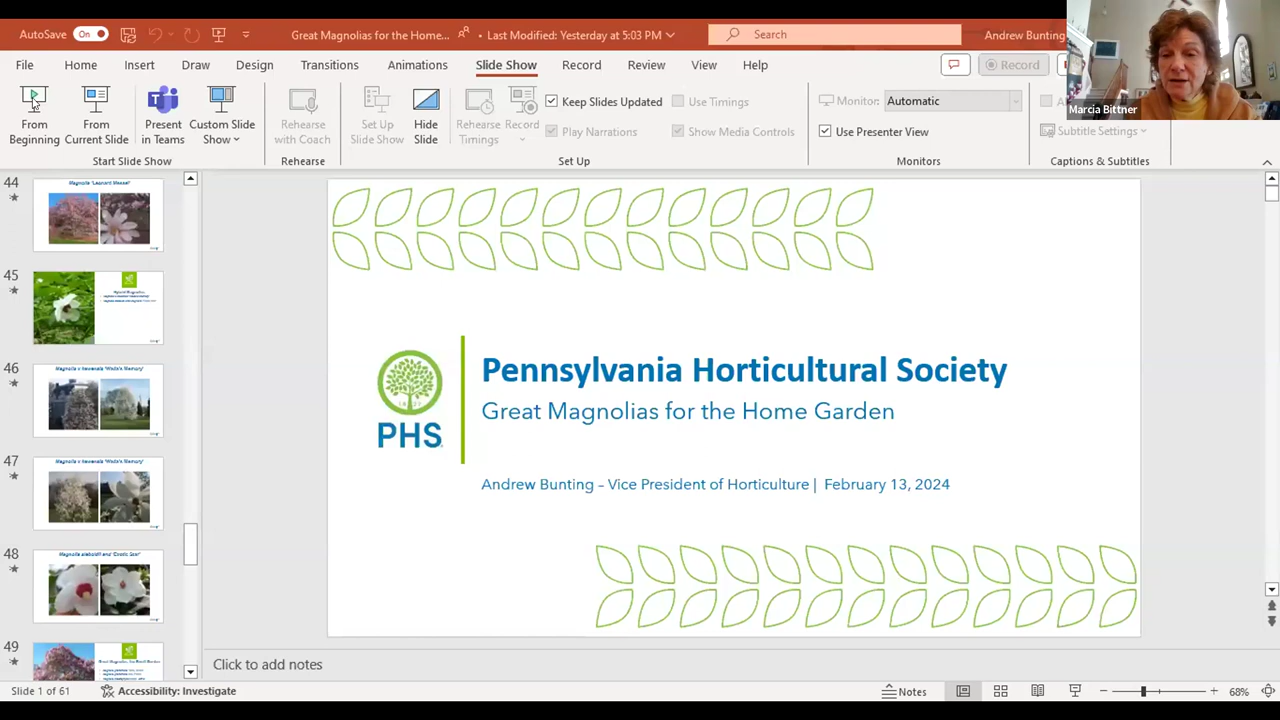 AutoSave On Great Magnolias for the Home... • Last Modified: Yesterday at 5:03 PM Search Andrew Bunting
File Home Insert Draw Design Transitions Animations Slide Show Record Review View Help Record
From Beginning
From Current Slide
Present in Teams
Custom Slide Show
Start Slide Show
Rehearse with Coach
Rehearse
Set Up Slide Show
Hide Slide
Rehearse Timings
Record
Keep Slides Updated
Play Narrations
Use Timings
Show Media Controls
Set Up
Monitor: Automatic
Use Presenter View
Monitors
Subtitle Settings
Captions & Subtitles
Marcia Bittner
44
Magnolia 'Leonard Messel'
45
46
47
48
49
PHS
Pennsylvania Horticultural Society
Great Magnolias for the Home Garden
Andrew Bunting – Vice President of Horticulture | February 13, 2024
Click to add notes
Slide 1 of 61 Accessibility: Investigate Notes 68%